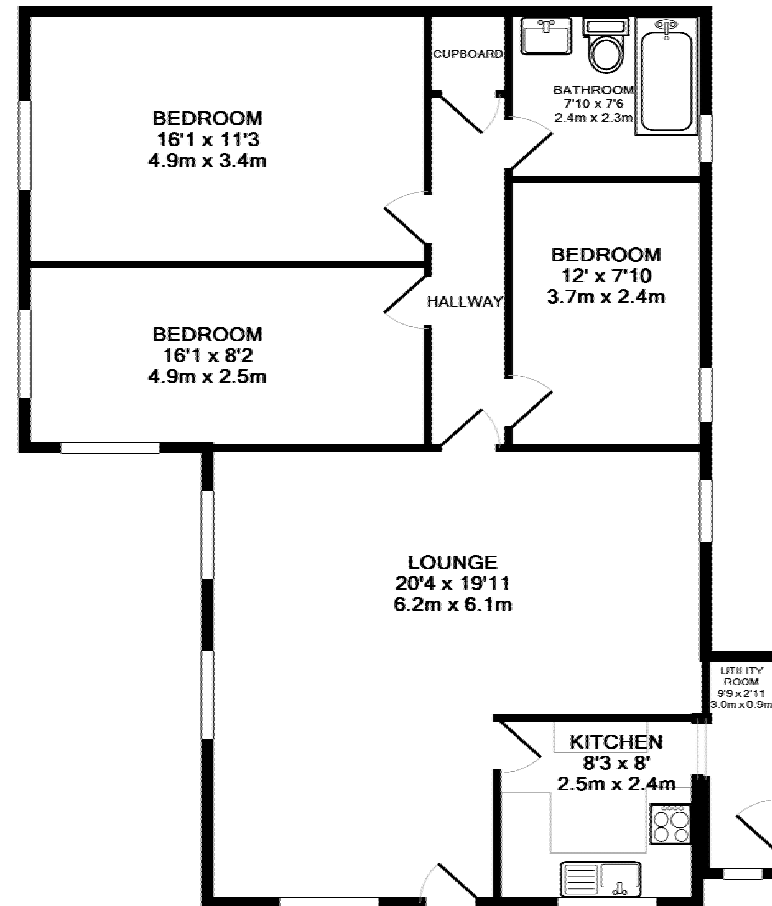 CUPBOARD
BATHROOM
7'10 x 7'6
2.4m x 2.3m
BEDROOM
16'1 x 11'3
4.9m x 3.4m
BEDROOM
12' x 7'10
3.7m x 2.4m
HALLWAY
BEDROOM
16'1 x 8'2
4.9m x 2.5m
LOUNGE
20'4 x 19'11
6.2m x 6.1m
UTILITY
ROOM
9'9 x 2'11
3.0m x 0.9m
KITCHEN
8'3 x 8'
2.5m x 2.4m